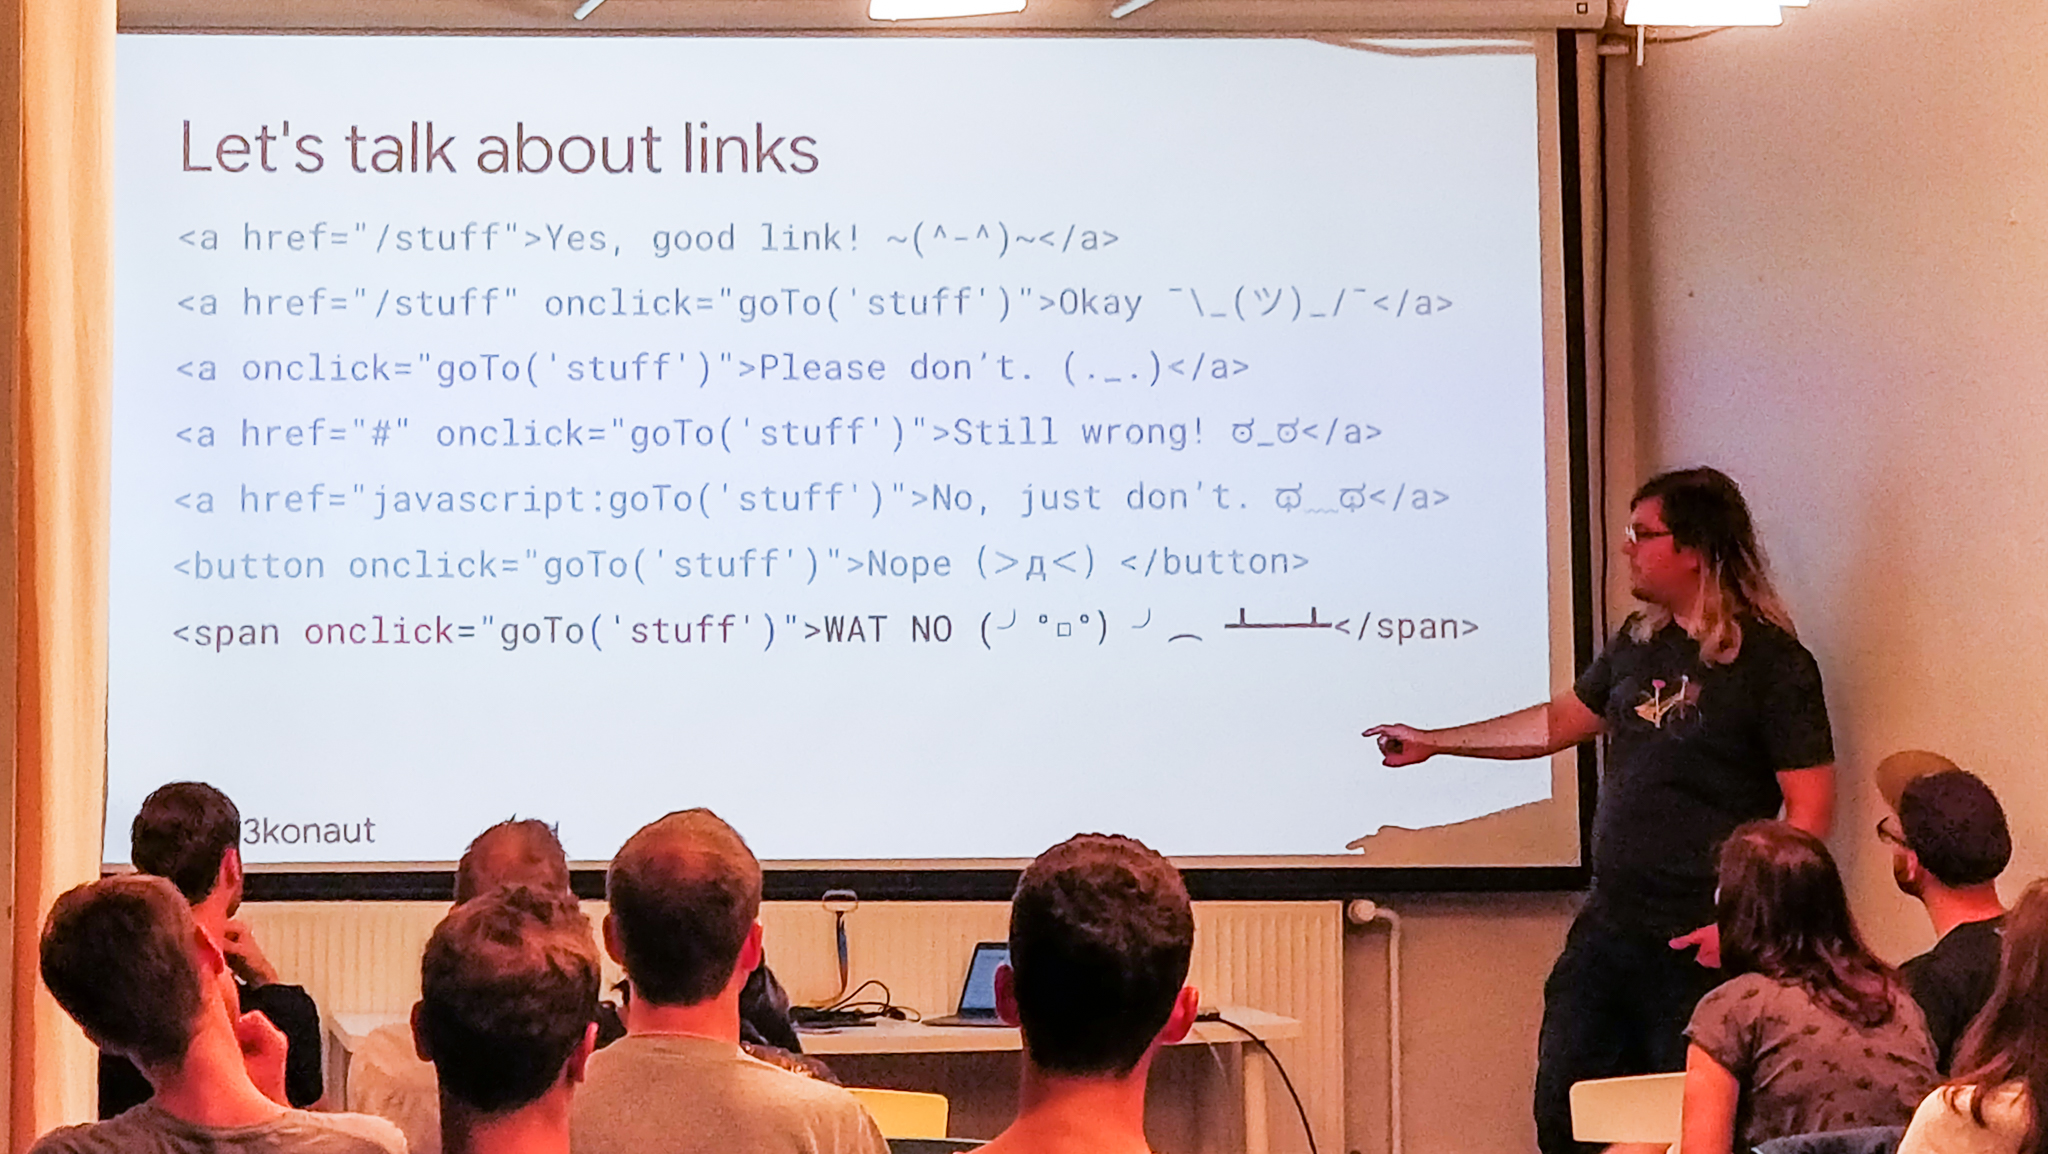 Let's talk about links
<a href="/stuff">Yes, good link! ~(^-^)~</a>
<a href="/stuff" onclick="goTo('stuff')">Okay ¯\_(ツ)_/¯</a>
<a onclick="goTo('stuff')">Please don’t. (._.)</a>
<a href="#" onclick="goTo('stuff')">Still wrong! ಠ_ಠ</a>
<a href="javascript:goTo('stuff')">No, just don’t. ಥ﹏ಥ</a>
<button onclick="goTo('stuff')">Nope (>д<) </button>
<span onclick="goTo('stuff')">WAT NO (╯°□°) ╯︵ ┻━┻</span>
3konaut